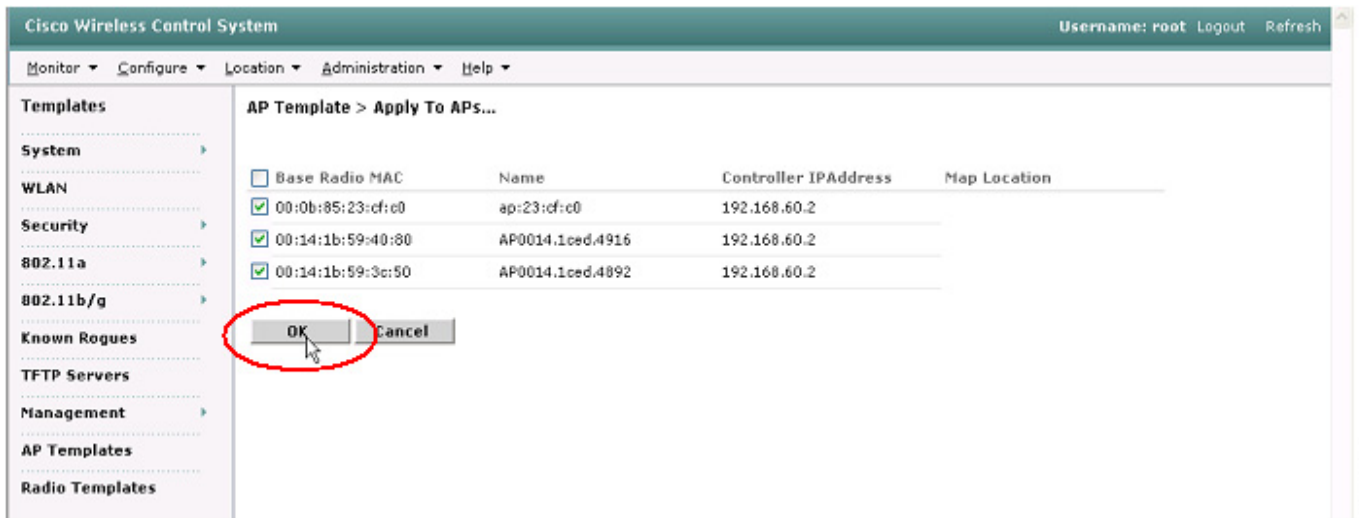 Cisco Wireless Control System Username: root Logout Refresh
Monitor Configure Location Administration Help
Templates
System
WLAN
Security
802.11a
802.11b/g
Known Rogues
TFTP Servers
Management
AP Templates
Radio Templates
AP Template > Apply To APs...
Base Radio MAC Name Controller IPAddress Map Location
00:0b:85:23:cf:c0 ap:23:cf:c0 192.168.60.2
00:14:1b:59:40:80 AP0014.1ced.4916 192.168.60.2
00:14:1b:59:3c:50 AP0014.1ced.4892 192.168.60.2
OK Cancel